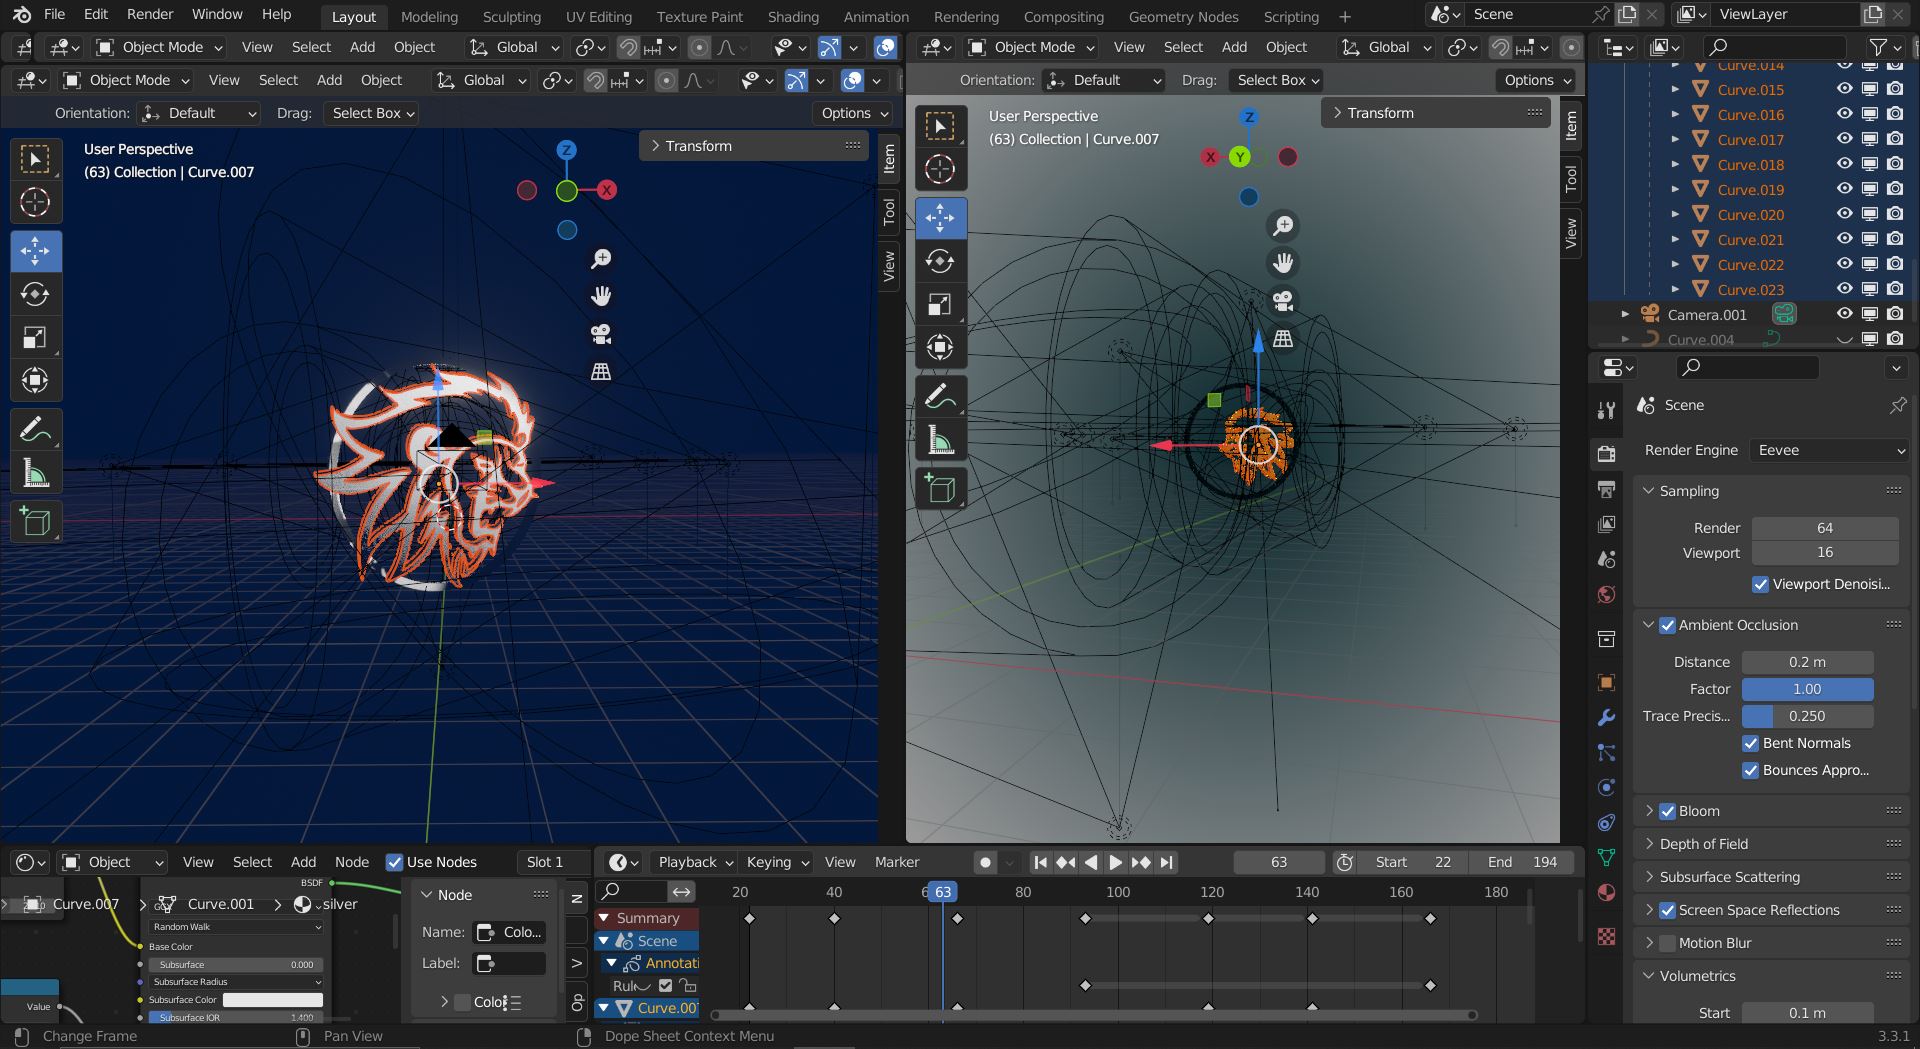 File Edit Render Window Help Layout Modeling Sculpting UV Editing Texture Paint Shading Animation Rendering Compositing Geometry Nodes Scripting + Scene ViewLayer
Object Mode View Select Add Object Global Object Mode View Select Add Object Global
Object Mode View Select Add Object Global
Orientation: Default Drag: Select Box Options
Orientation: Default Drag: Select Box Options
User Perspective
(63) Collection | Curve.007
Transform
Item
Tool
View
Z
X
User Perspective
(63) Collection | Curve.007
Transform
Item
Tool
View
Z
X Y
Curve.014
Curve.015
Curve.016
Curve.017
Curve.018
Curve.019
Curve.020
Curve.021
Curve.022
Curve.023
Camera.001
Curve.004
Scene
Render Engine Eevee
Sampling
Render 64
Viewport 16
Viewport Denoisi...
Ambient Occlusion
Distance 0.2 m
Factor 1.00
Trace Precis... 0.250
Bent Normals
Bounces Appro...
Bloom
Depth of Field
Subsurface Scattering
Screen Space Reflections
Motion Blur
Volumetrics
Start 0.1 m
Object View Select Add Node Use Nodes Slot 1
BSDF
Curve.007 Curve.001 silver
Random Walk
Base Color
Subsurface 0.000
Subsurface Radius
Subsurface Color
Value
Subsurface IOR 1.400
Node
Name: Colo...
Label:
Colo
N
V
Op
Playback Keying View Marker 63 Start 22 End 194
20 40 6 63 80 100 120 140 160 180
Summary
Scene
Annotati
Rul
Curve.007
Change Frame Pan View Dope Sheet Context Menu 3.3.1